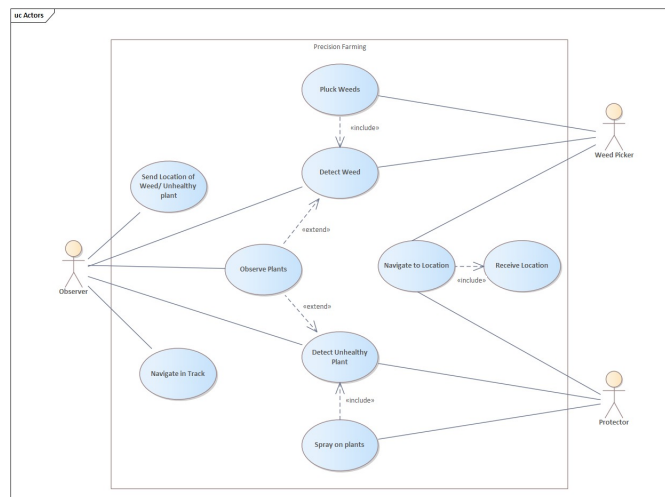 uc Actors
Precision Farming
Pluck Weeds
«include»
Weed Picker
Send Location of
Weed/ Unhealthy
plant
Detect Weed
«extend»
Observe Plants
Navigate to Location
Receive Location
«include»
Observer
«extend»
Detect Unhealthy
Plant
Navigate in Track
«include»
Protector
Spray on plants